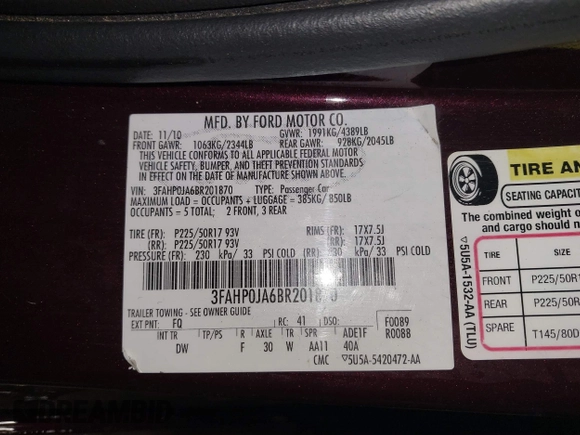 MFD. BY FORD MOTOR CO.
DATE: 11/10 GVWR: 1991KG/4389LB
FRONT GAWR: 1063KG/2344LB REAR GAWR: 928KG/2045LB
THIS VEHICLE CONFORMS TO ALL APPLICABLE FEDERAL MOTOR
VEHICLE SAFETY, BUMPER, AND THEFT PREVENTION STANDARDS
IN EFFECT ON THE DATE OF MANUFACTURE SHOWN ABOVE.
VIN: 3FAHP0JA6BR201870 TYPE: Passenger Car
MAXIMUM LOAD = OCCUPANTS + LUGGAGE = 385KG/ 850LB
OCCUPANTS = 5 TOTAL; 2 FRONT, 3 REAR
TIRE (FR): P225/50R17 93V RIMS (FR): 17X7.5J
(RR): P225/50R17 93V (RR): 17X7.5J
PRESSURE (FR): 230 kPa/ 33 PSI COLD (RR): 230 kPa/ 33 PSI COLD
3FAHP0JA6BR201870
TRAILER TOWING - SEE OWNER GUIDE
EXT PNT: FQ RC: 41 DSO: F0089
INT TR TP/PS R AXLE TR SPR ADE1F R008B
DW F 30 W AA11 40A
CMC ▽5U5A-5420472-AA
TIRE AN
SEATING CAPACITY
The combined weight o
and cargo should n
TIRE SIZE
FRONT P225/50R1
REAR P225/50R
SPARE T145/80D
▽5U5A-1532-AA (TLU)